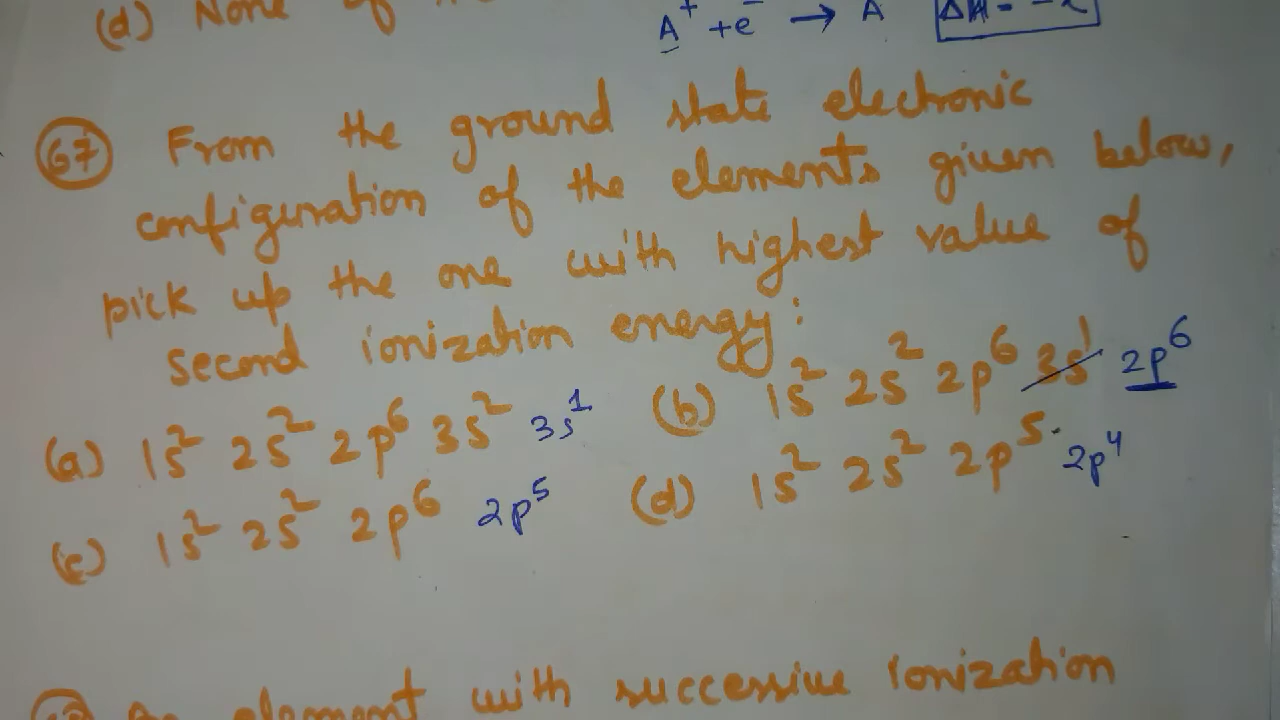 (d) None of
A⁺ + e⁻ → A
(67) From the ground state electronic
configuration of the elements given below,
pick up the one with highest value of
second ionization energy:
(a) 1s² 2s² 2p⁶ 3s² 3s¹ (b) 1s² 2s² 2p⁶ 3s¹ 2p⁶
(c) 1s² 2s² 2p⁶ 2p⁵ (d) 1s² 2s² 2p⁵ 2p⁴
element with successive ionization